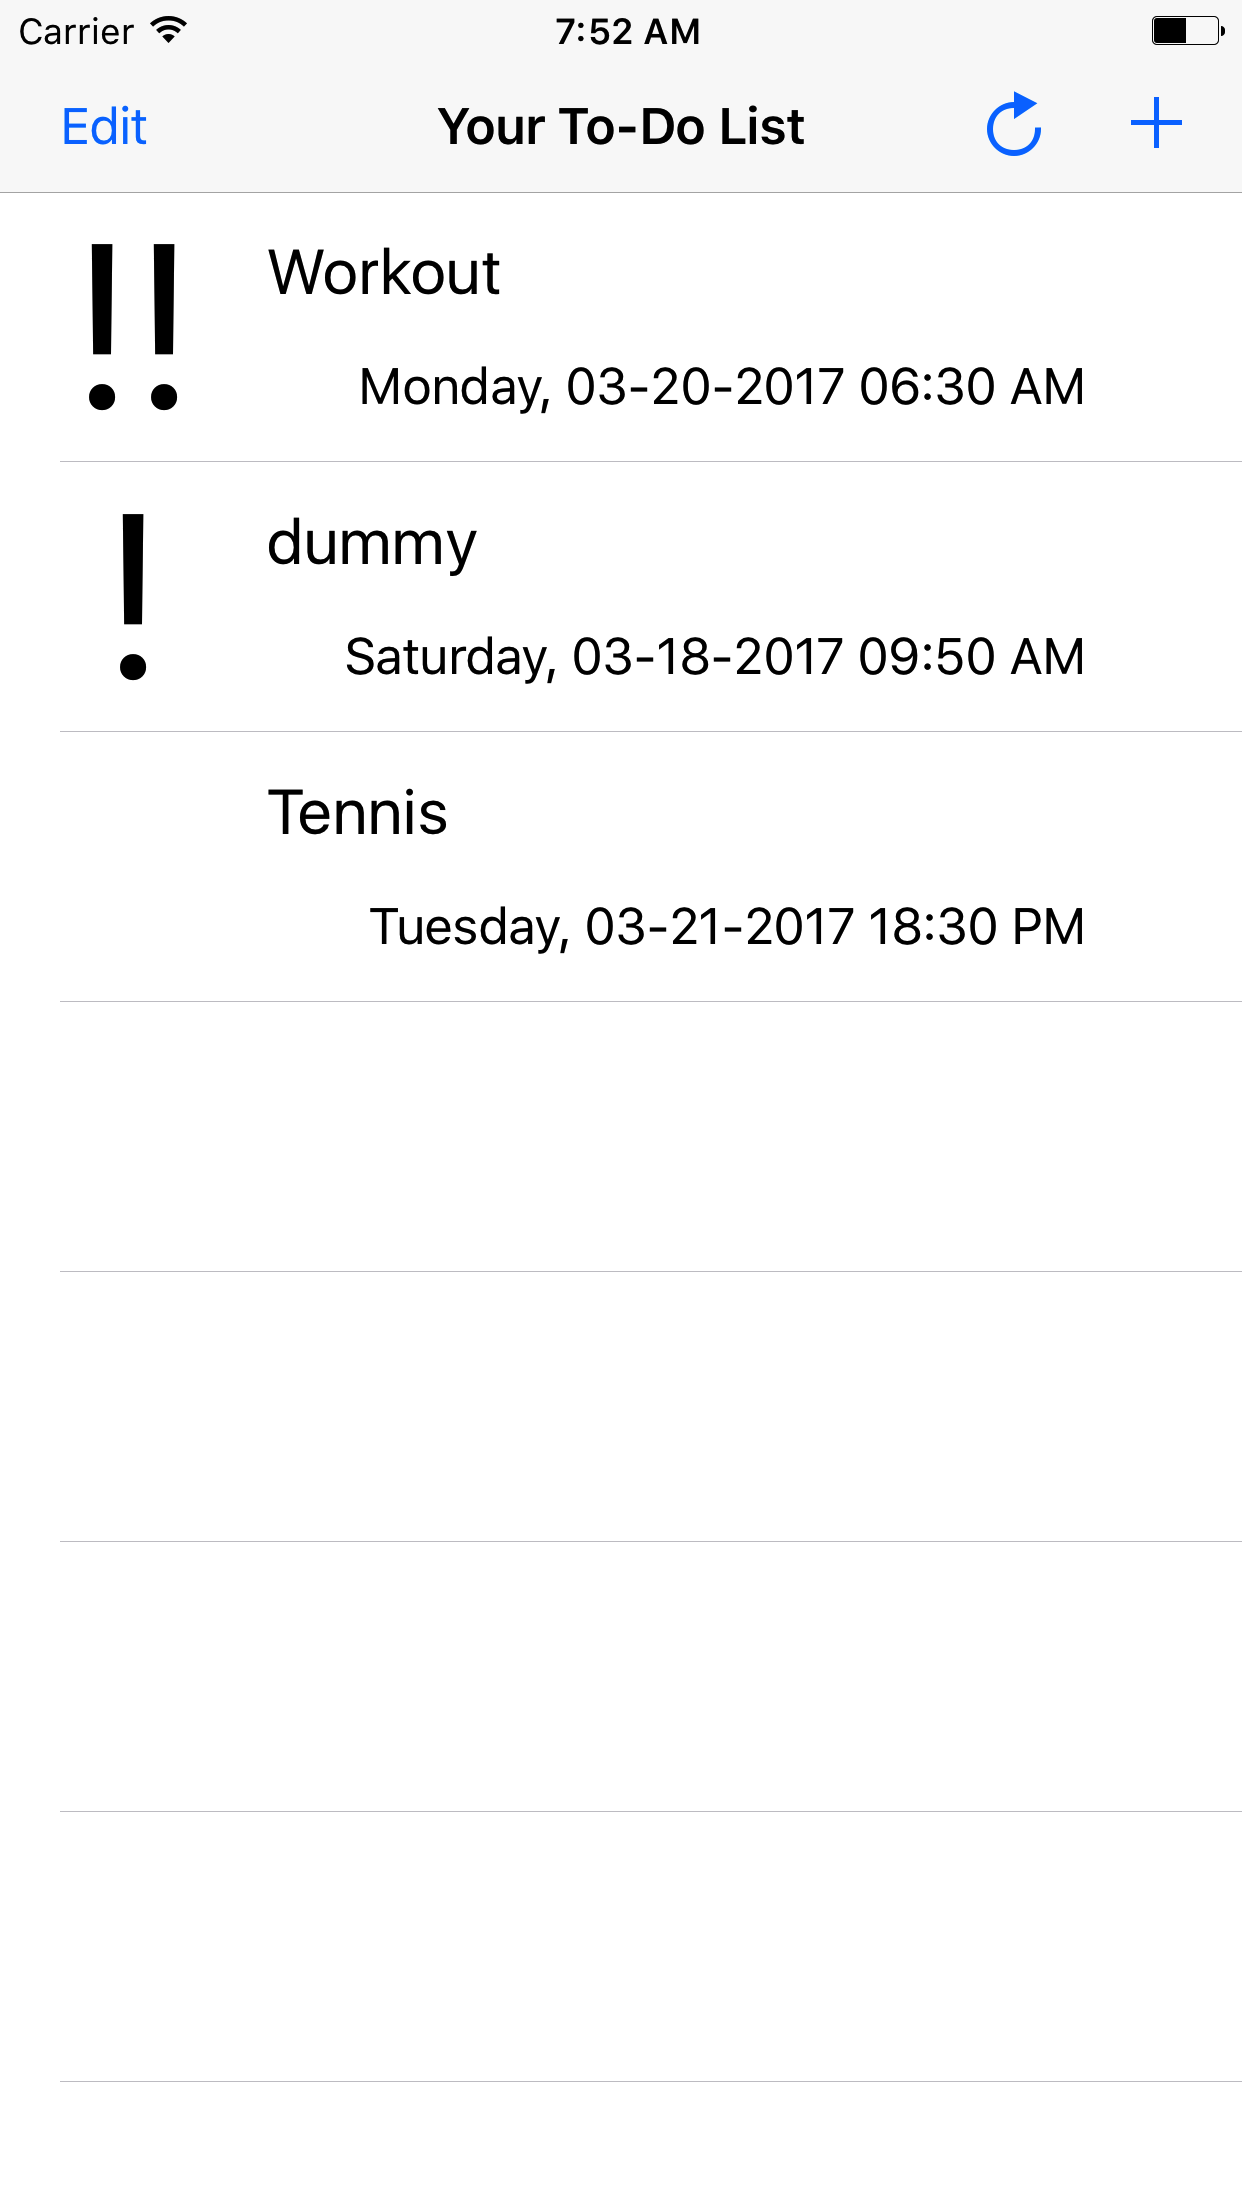 Carrier 7:52 AM
Edit Your To-Do List
!! Workout
Monday, 03-20-2017 06:30 AM
! dummy
Saturday, 03-18-2017 09:50 AM
Tennis
Tuesday, 03-21-2017 18:30 PM